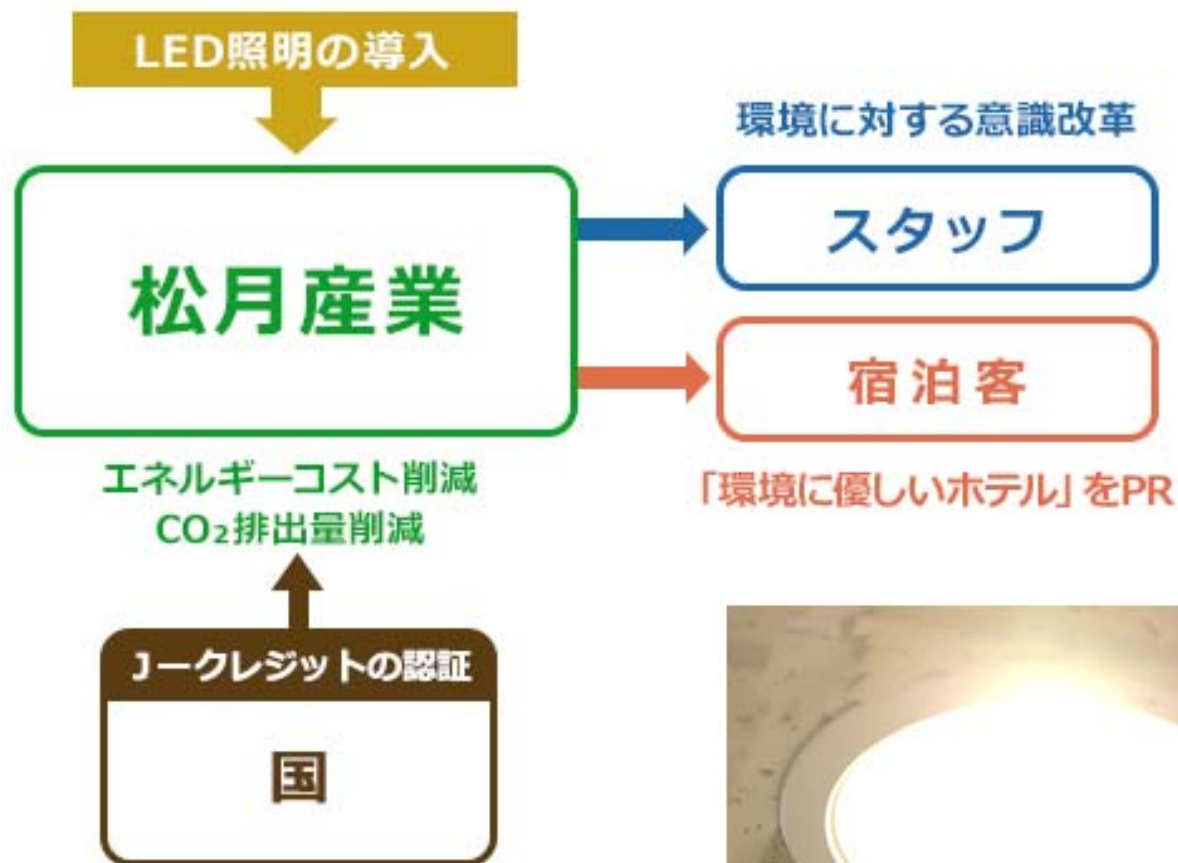 LED照明の導入
環境に対する意識改革
スタッフ
松月産業
宿泊客
エネルギーコスト削減
CO₂排出量削減
「環境に優しいホテル」をPR
Jークレジットの認証
国